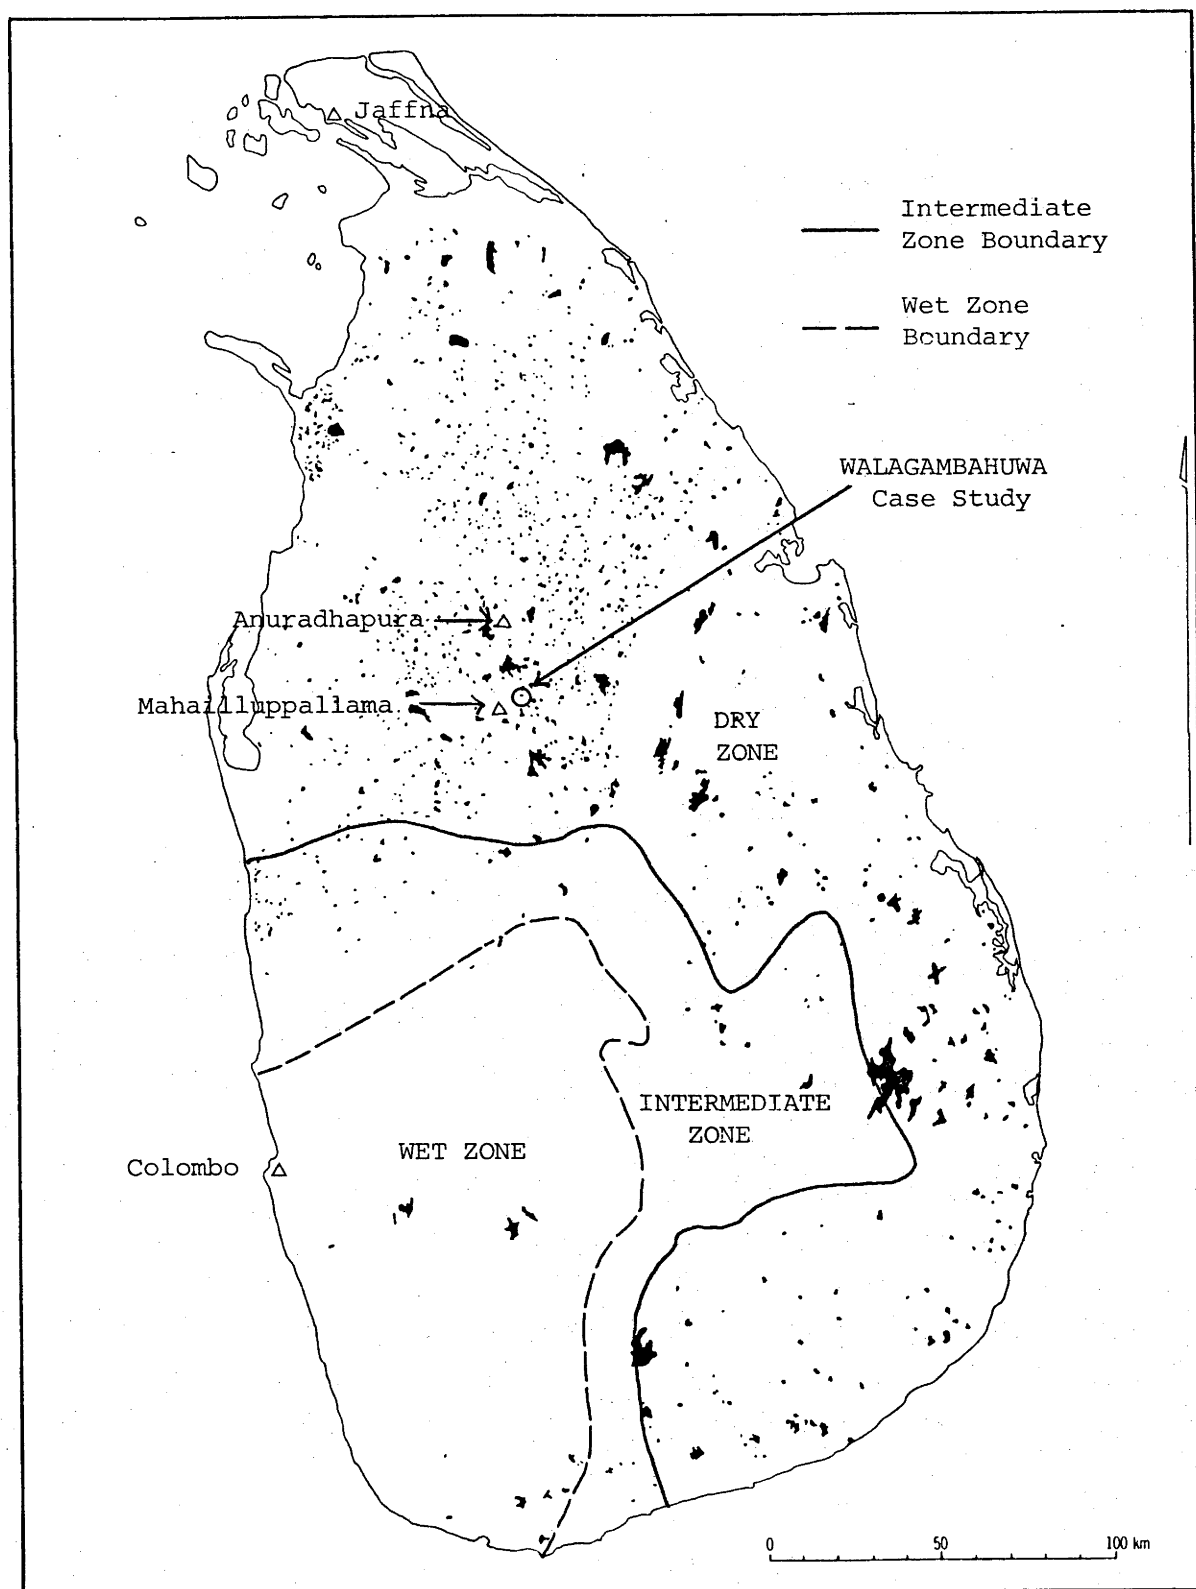 Jaffna
Intermediate
Zone Boundary
Wet Zone
Boundary
WALAGAMBAHUWA
Case Study
Anuradhapura
Mahailluppallama
DRY
ZONE
INTERMEDIATE
ZONE
WET ZONE
Colombo
0 50 100 km